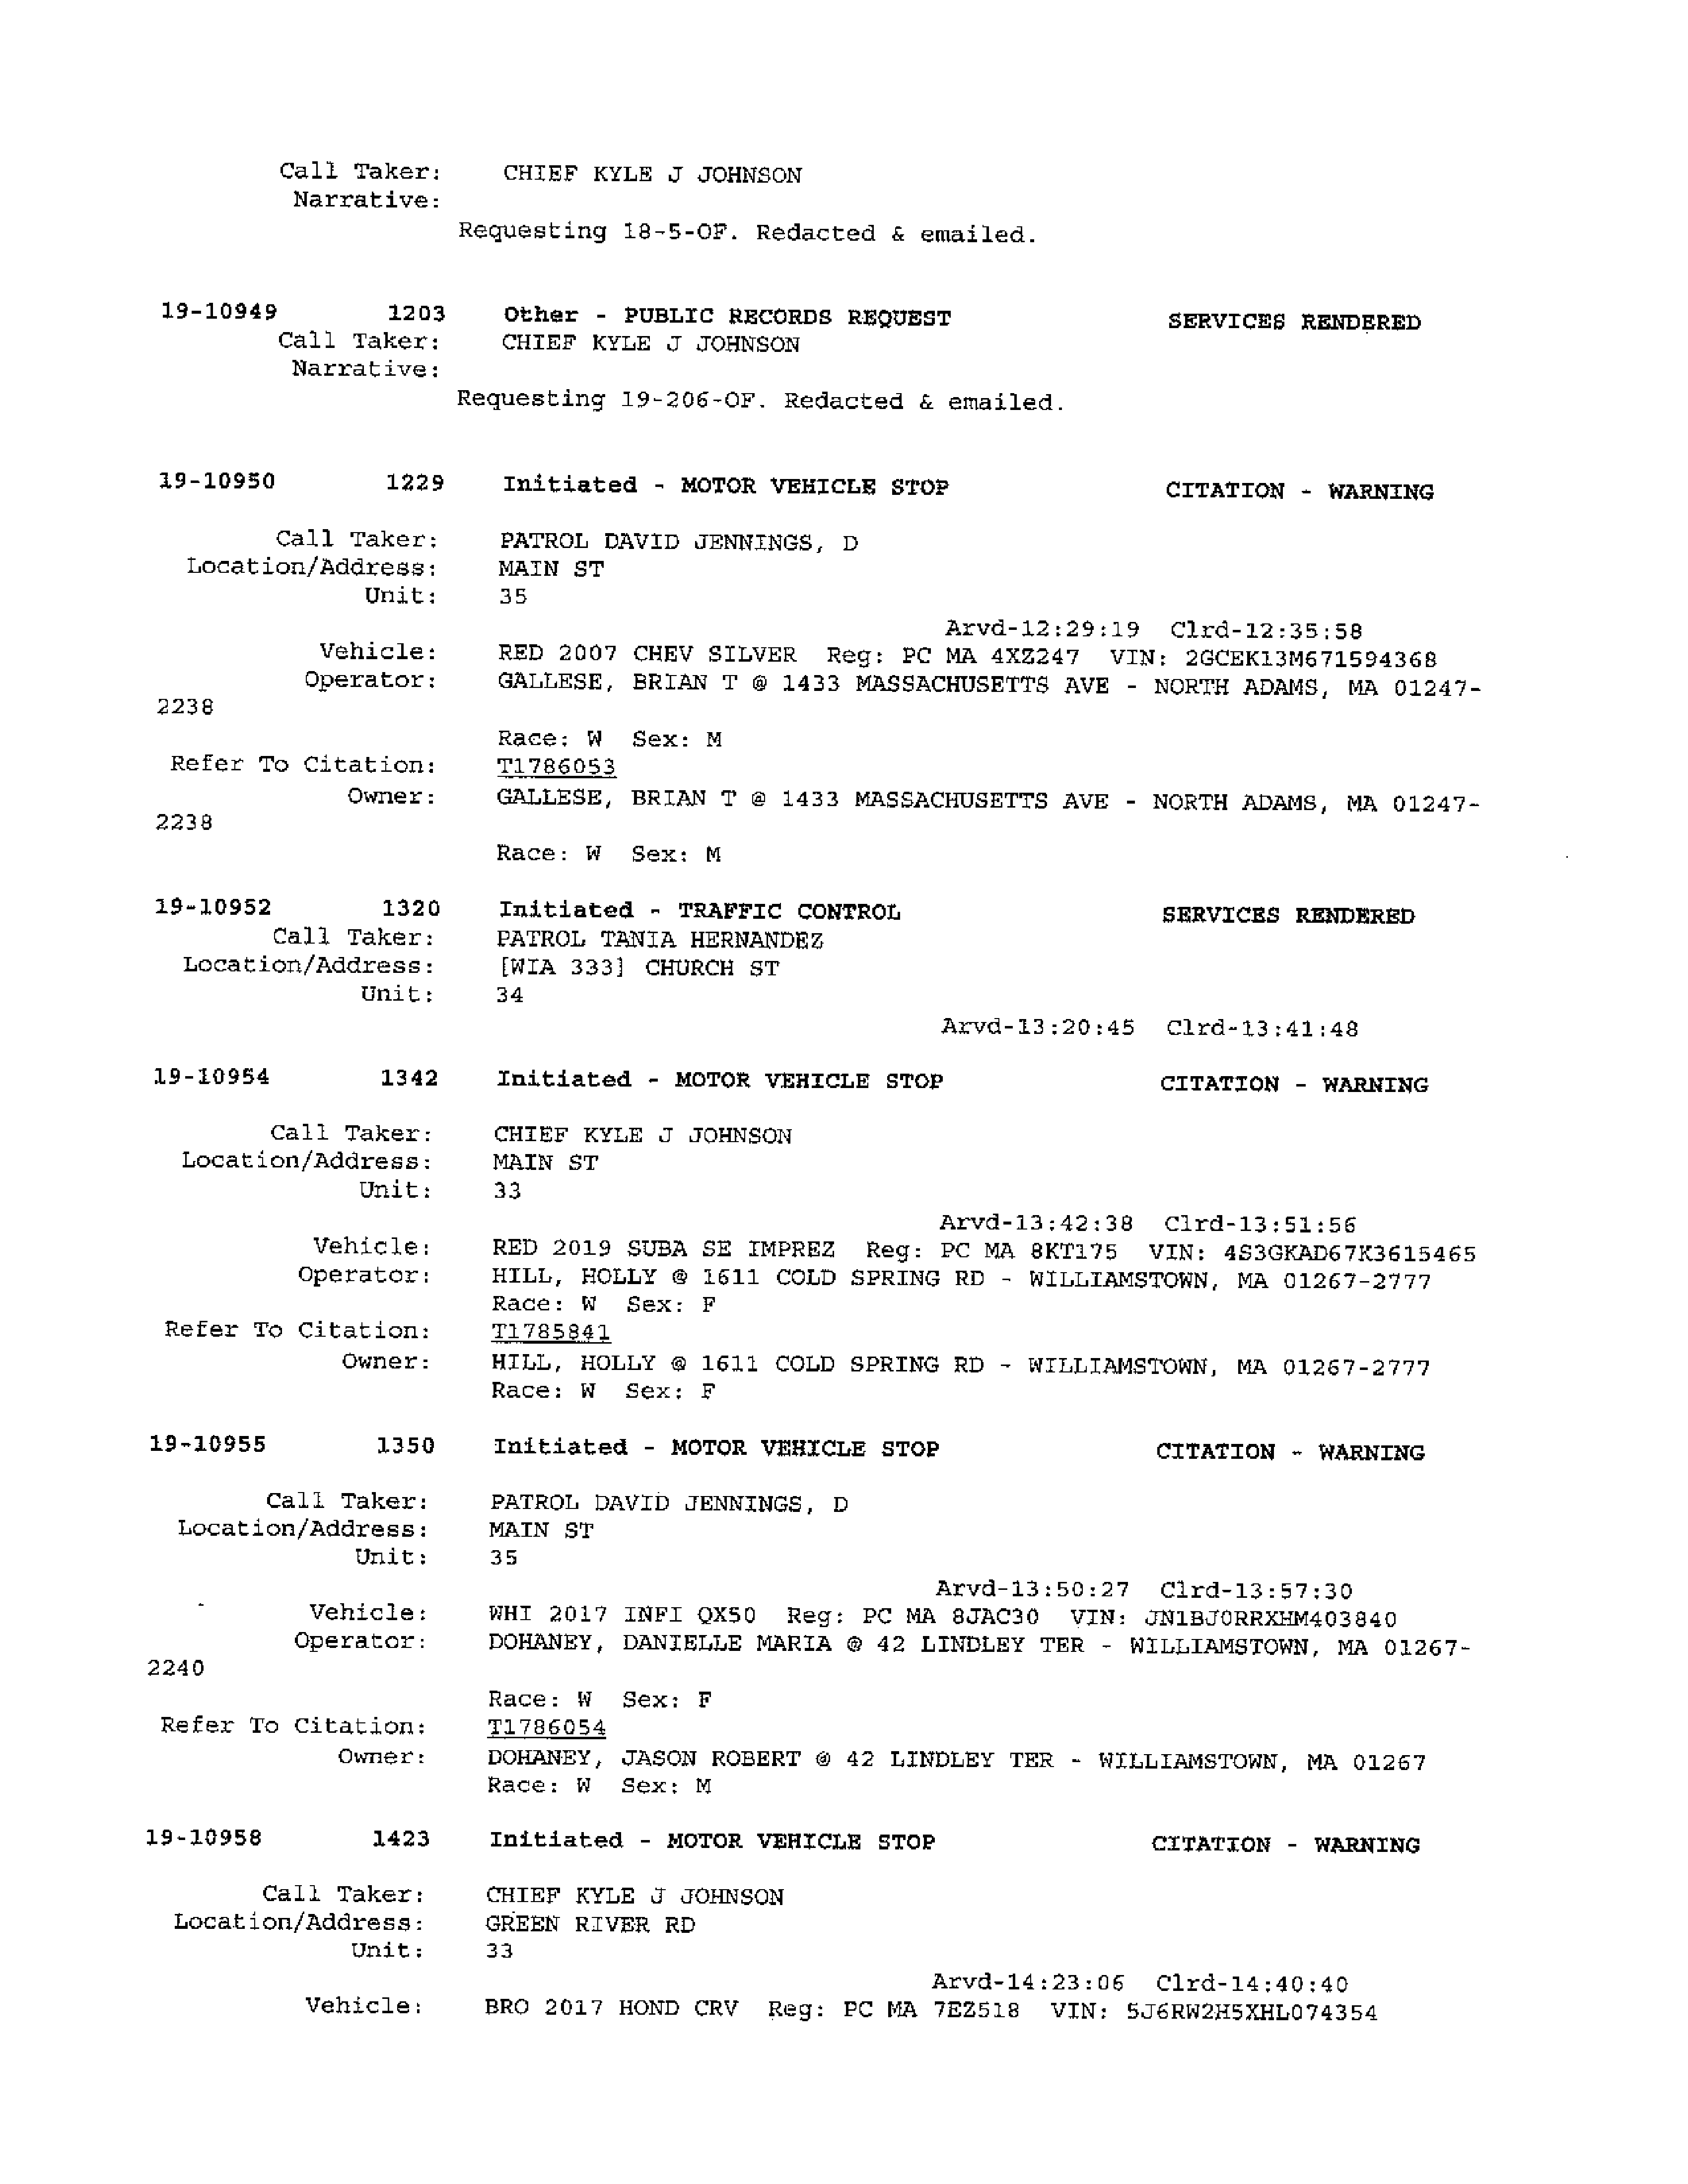 Call Taker: CHIEF KYLE J JOHNSON
Narrative:
Requesting 18-5-OF. Redacted & emailed.
19-10949 1203 Other - PUBLIC RECORDS REQUEST SERVICES RENDERED
Call Taker: CHIEF KYLE J JOHNSON
Narrative:
Requesting 19-206-OF. Redacted & emailed.
19-10950 1229 Initiated - MOTOR VEHICLE STOP CITATION - WARNING
Call Taker: PATROL DAVID JENNINGS, D
Location/Address: MAIN ST
Unit: 35
Arvd-12:29:19 Clrd-12:35:58
Vehicle: RED 2007 CHEV SILVER Reg: PC MA 4XZ247 VIN: 2GCEK13M671594368
Operator: GALLESE, BRIAN T @ 1433 MASSACHUSETTS AVE - NORTH ADAMS, MA 01247-
2238
Race: W Sex: M
Refer To Citation: T1786053
Owner: GALLESE, BRIAN T @ 1433 MASSACHUSETTS AVE - NORTH ADAMS, MA 01247-
2238
Race: W Sex: M
19-10952 1320 Initiated - TRAFFIC CONTROL SERVICES RENDERED
Call Taker: PATROL TANIA HERNANDEZ
Location/Address: [WIA 333] CHURCH ST
Unit: 34
Arvd-13:20:45 Clrd-13:41:48
19-10954 1342 Initiated - MOTOR VEHICLE STOP CITATION - WARNING
Call Taker: CHIEF KYLE J JOHNSON
Location/Address: MAIN ST
Unit: 33
Arvd-13:42:38 Clrd-13:51:56
Vehicle: RED 2019 SUBA SE IMPREZ Reg: PC MA 8KT175 VIN: 4S3GKAD67K3615465
Operator: HILL, HOLLY @ 1611 COLD SPRING RD - WILLIAMSTOWN, MA 01267-2777
Race: W Sex: F
Refer To Citation: T1785841
Owner: HILL, HOLLY @ 1611 COLD SPRING RD - WILLIAMSTOWN, MA 01267-2777
Race: W Sex: F
19-10955 1350 Initiated - MOTOR VEHICLE STOP CITATION - WARNING
Call Taker: PATROL DAVID JENNINGS, D
Location/Address: MAIN ST
Unit: 35
Arvd-13:50:27 Clrd-13:57:30
Vehicle: WHI 2017 INFI QX50 Reg: PC MA 8JAC30 VIN: JN1BJ0RRXHM403840
Operator: DOHANEY, DANIELLE MARIA @ 42 LINDLEY TER - WILLIAMSTOWN, MA 01267-
2240
Race: W Sex: F
Refer To Citation: T1786054
Owner: DOHANEY, JASON ROBERT @ 42 LINDLEY TER - WILLIAMSTOWN, MA 01267
Race: W Sex: M
19-10958 1423 Initiated - MOTOR VEHICLE STOP CITATION - WARNING
Call Taker: CHIEF KYLE J JOHNSON
Location/Address: GREEN RIVER RD
Unit: 33
Arvd-14:23:06 Clrd-14:40:40
Vehicle: BRO 2017 HOND CRV Reg: PC MA 7EZ518 VIN: 5J6RW2H5XHL074354